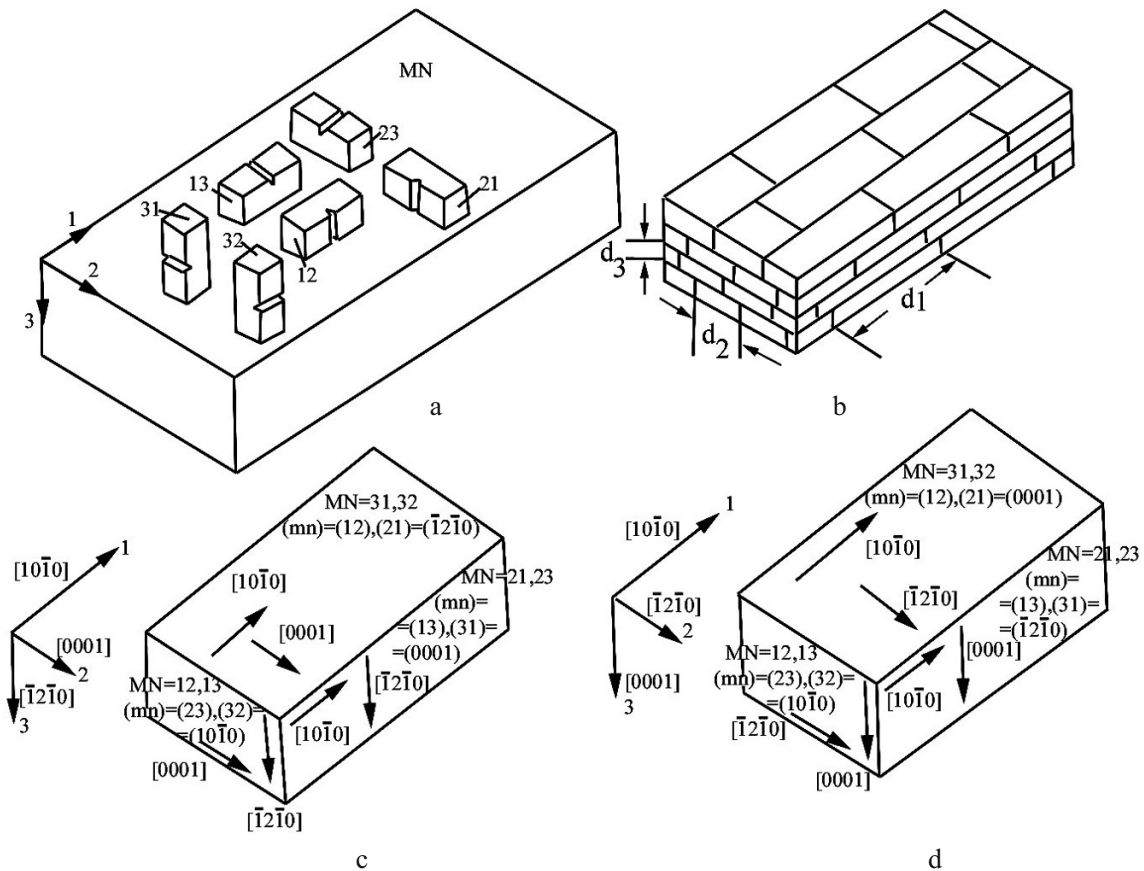 MN
23
13
21
31
1
32
2
12
3
a
d3
d1
d2
b
MN=31,32
(mn)=(12),(21)=(1̄21̄0)
1
[101̄0]
[101̄0]
MN=21,23
(mn)=
=(13),(31)=
=(0001)
[0001]
[0001]
2
[1̄21̄0]
3
MN=12,13
(mn)=(23),(32)=
=(101̄0)
[1̄21̄0]
[101̄0]
[0001]
[1̄21̄0]
c
MN=31,32
(mn)=(12),(21)=(0001)
1
[101̄0]
[101̄0]
MN=21,23
(mn)=
=(13),(31)=
=(1̄21̄0)
[1̄21̄0]
2
[1̄21̄0]
[0001]
3
MN=12,13
(mn)=(23),(32)=
=(101̄0)
[0001]
[101̄0]
[1̄21̄0]
[0001]
d